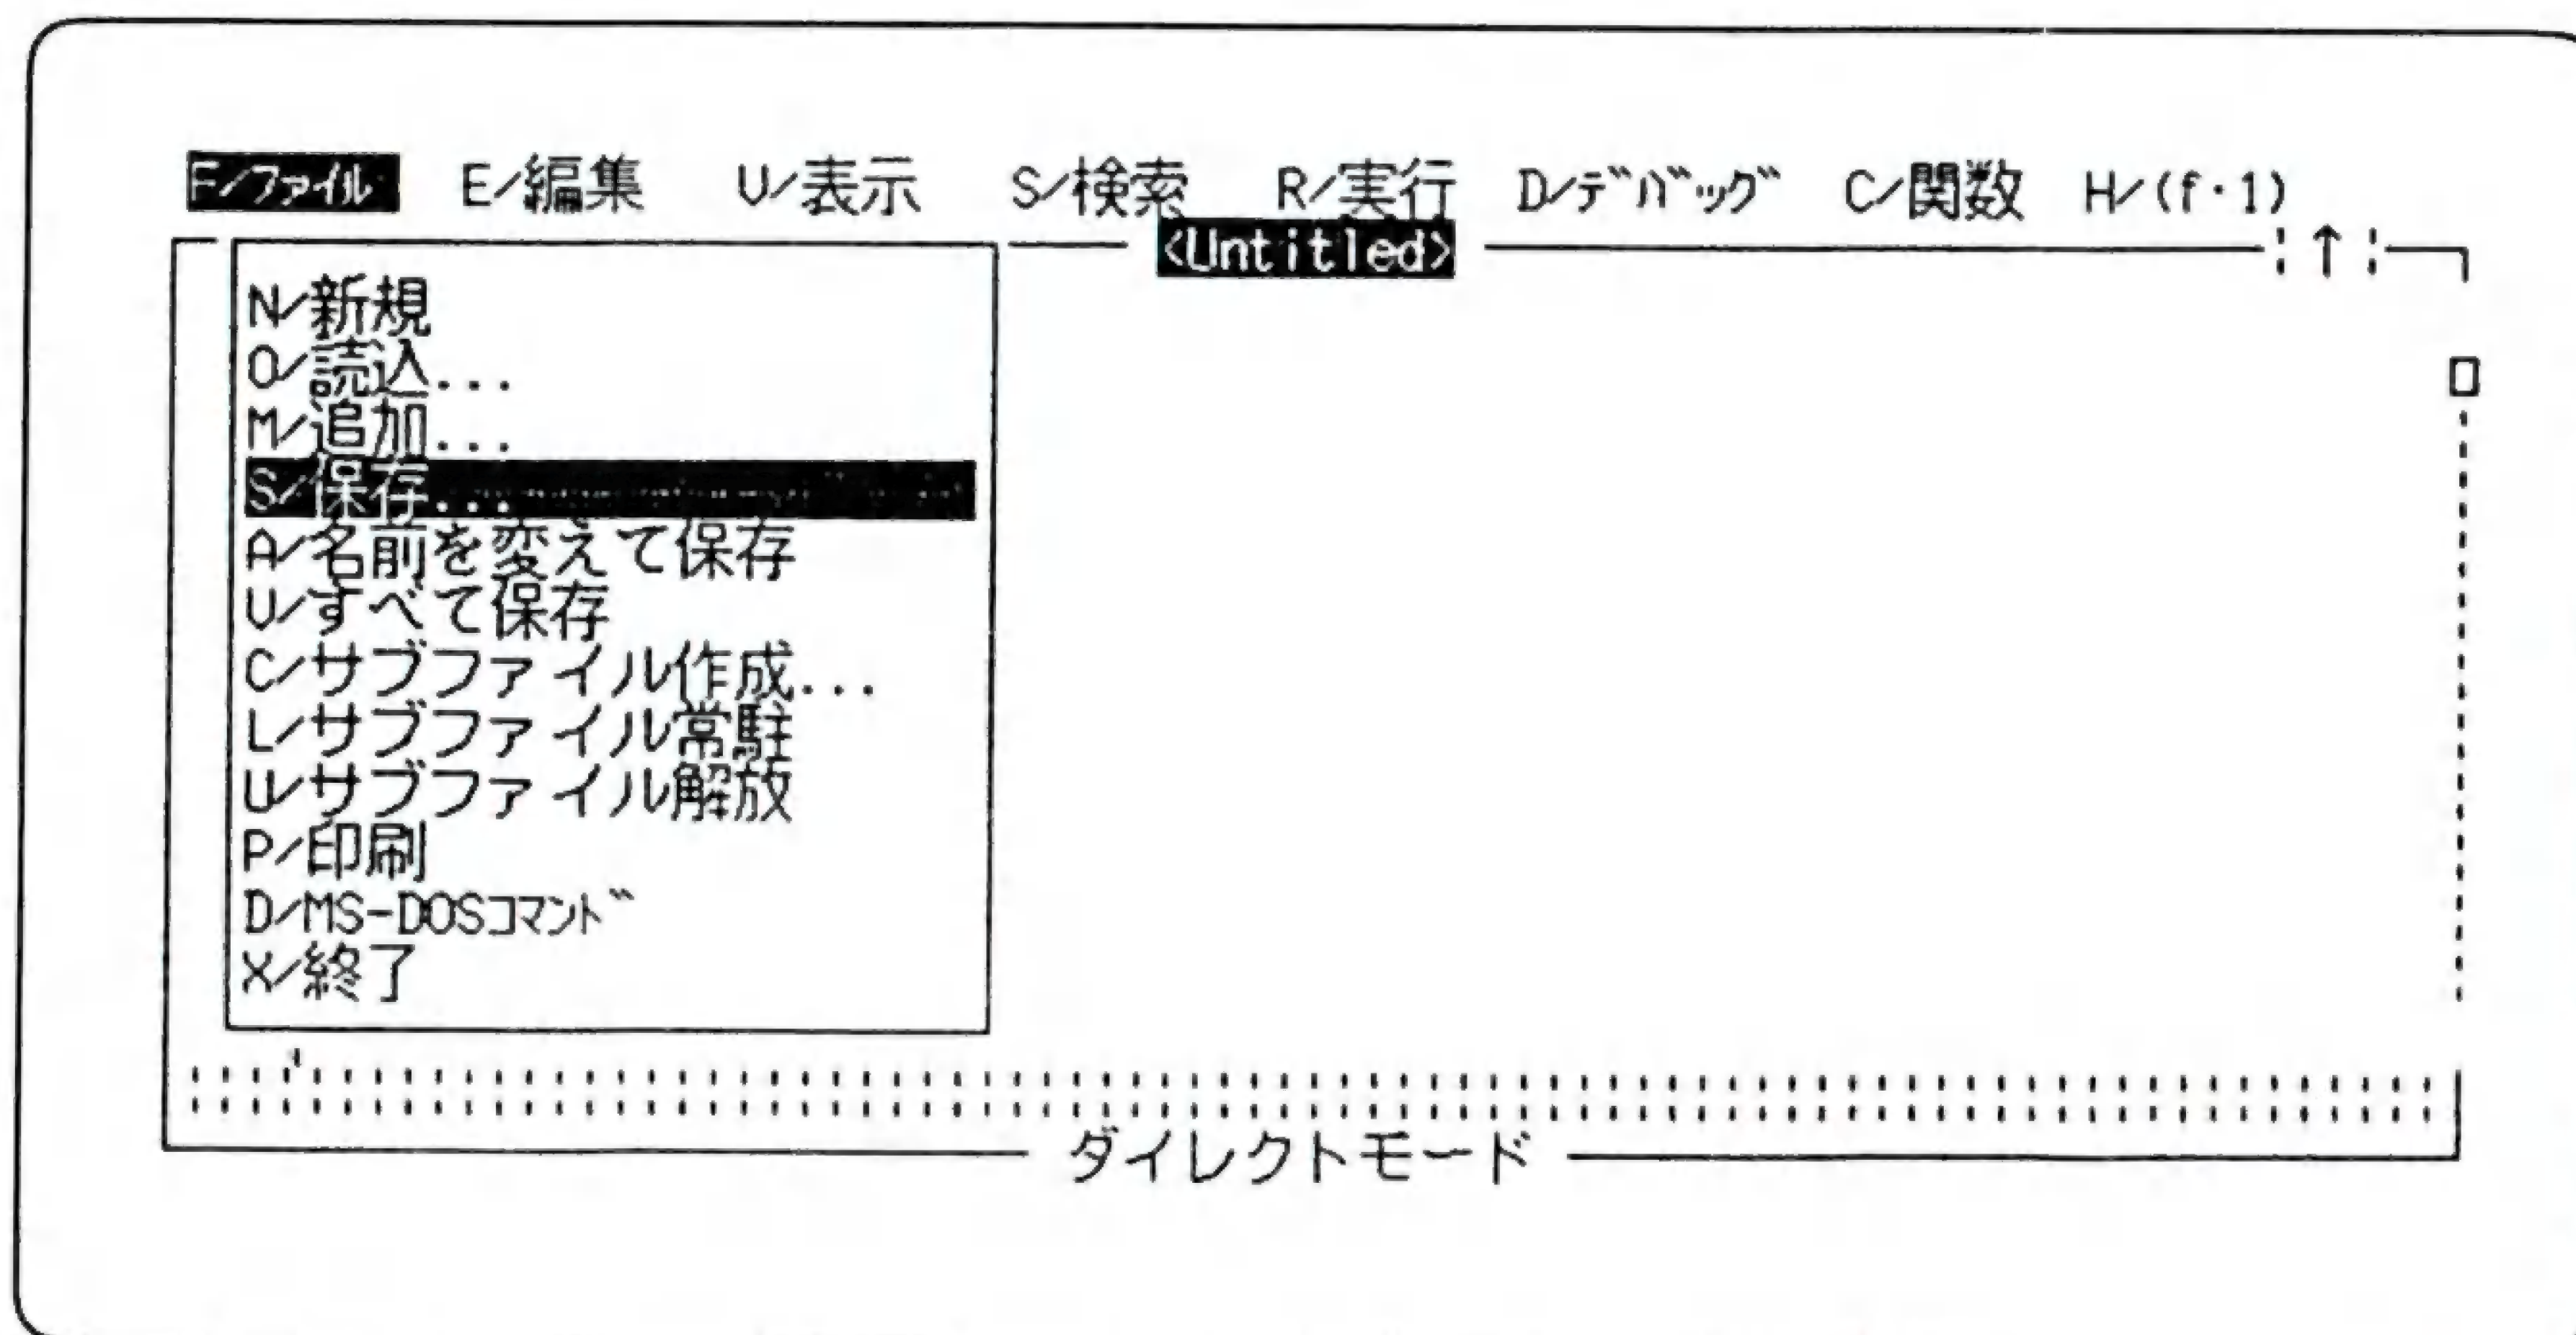 F/ファイル E/編集 V/表示 S/検索 R/実行 D/デバッグ C/関数 H/(f・1)
<Untitled> ↑
N/新規
O/読込...
M/追加...
S/保存...
A/名前を変えて保存
V/すべて保存
C/サブファイル作成...
L/サブファイル常駐
U/サブファイル解放
P/印刷
D/MS-DOSコマンド
X/終了
ダイレクトモード